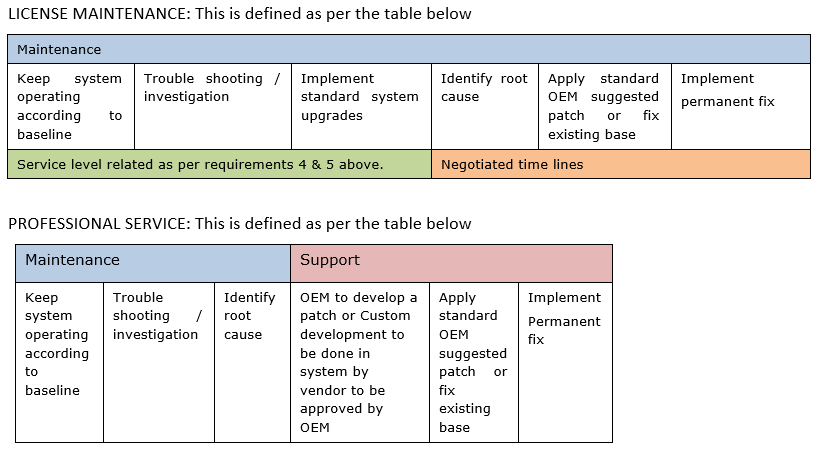 LICENSE MAINTENANCE: This is defined as per the table below
Maintenance
Keep system
operating
according to
baseline
Trouble shooting /
investigation
Implement
standard system
upgrades
Identify root
cause
Apply standard
OEM suggested
patch or fix
existing base
Implement
permanent fix
Service level related as per requirements 4 & 5 above.
Negotiated time lines
PROFESSIONAL SERVICE: This is defined as per the table below
Maintenance
Support
Keep
system
operating
according
to
baseline
Trouble
shooting /
investigation
Identify
root
cause
OEM to develop a
patch or Custom
development to
be done in
system by
vendor to be
approved by
OEM
Apply
standard
OEM
suggested
patch or
fix
existing
base
Implement
Permanent
fix